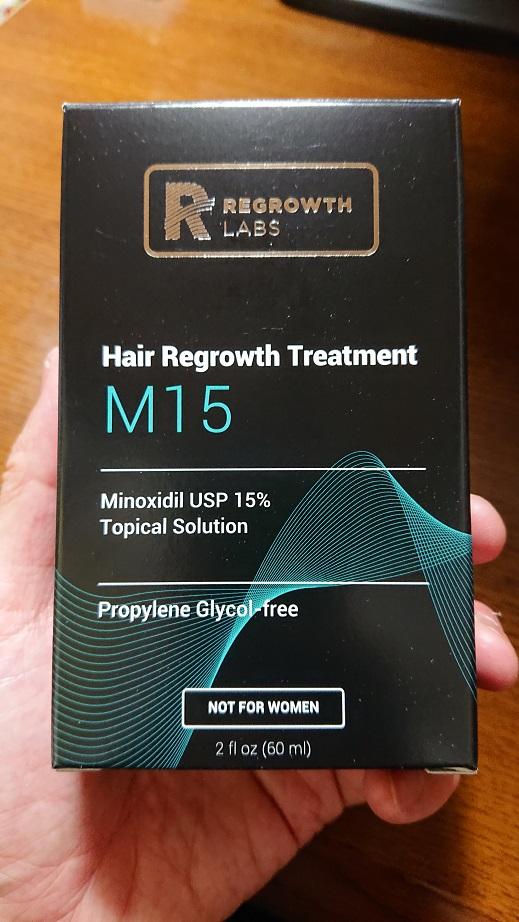 REGROWTH
LABS
Hair Regrowth Treatment
M15
Minoxidil USP 15%
Topical Solution
Propylene Glycol-free
NOT FOR WOMEN
2 fl oz (60 ml)